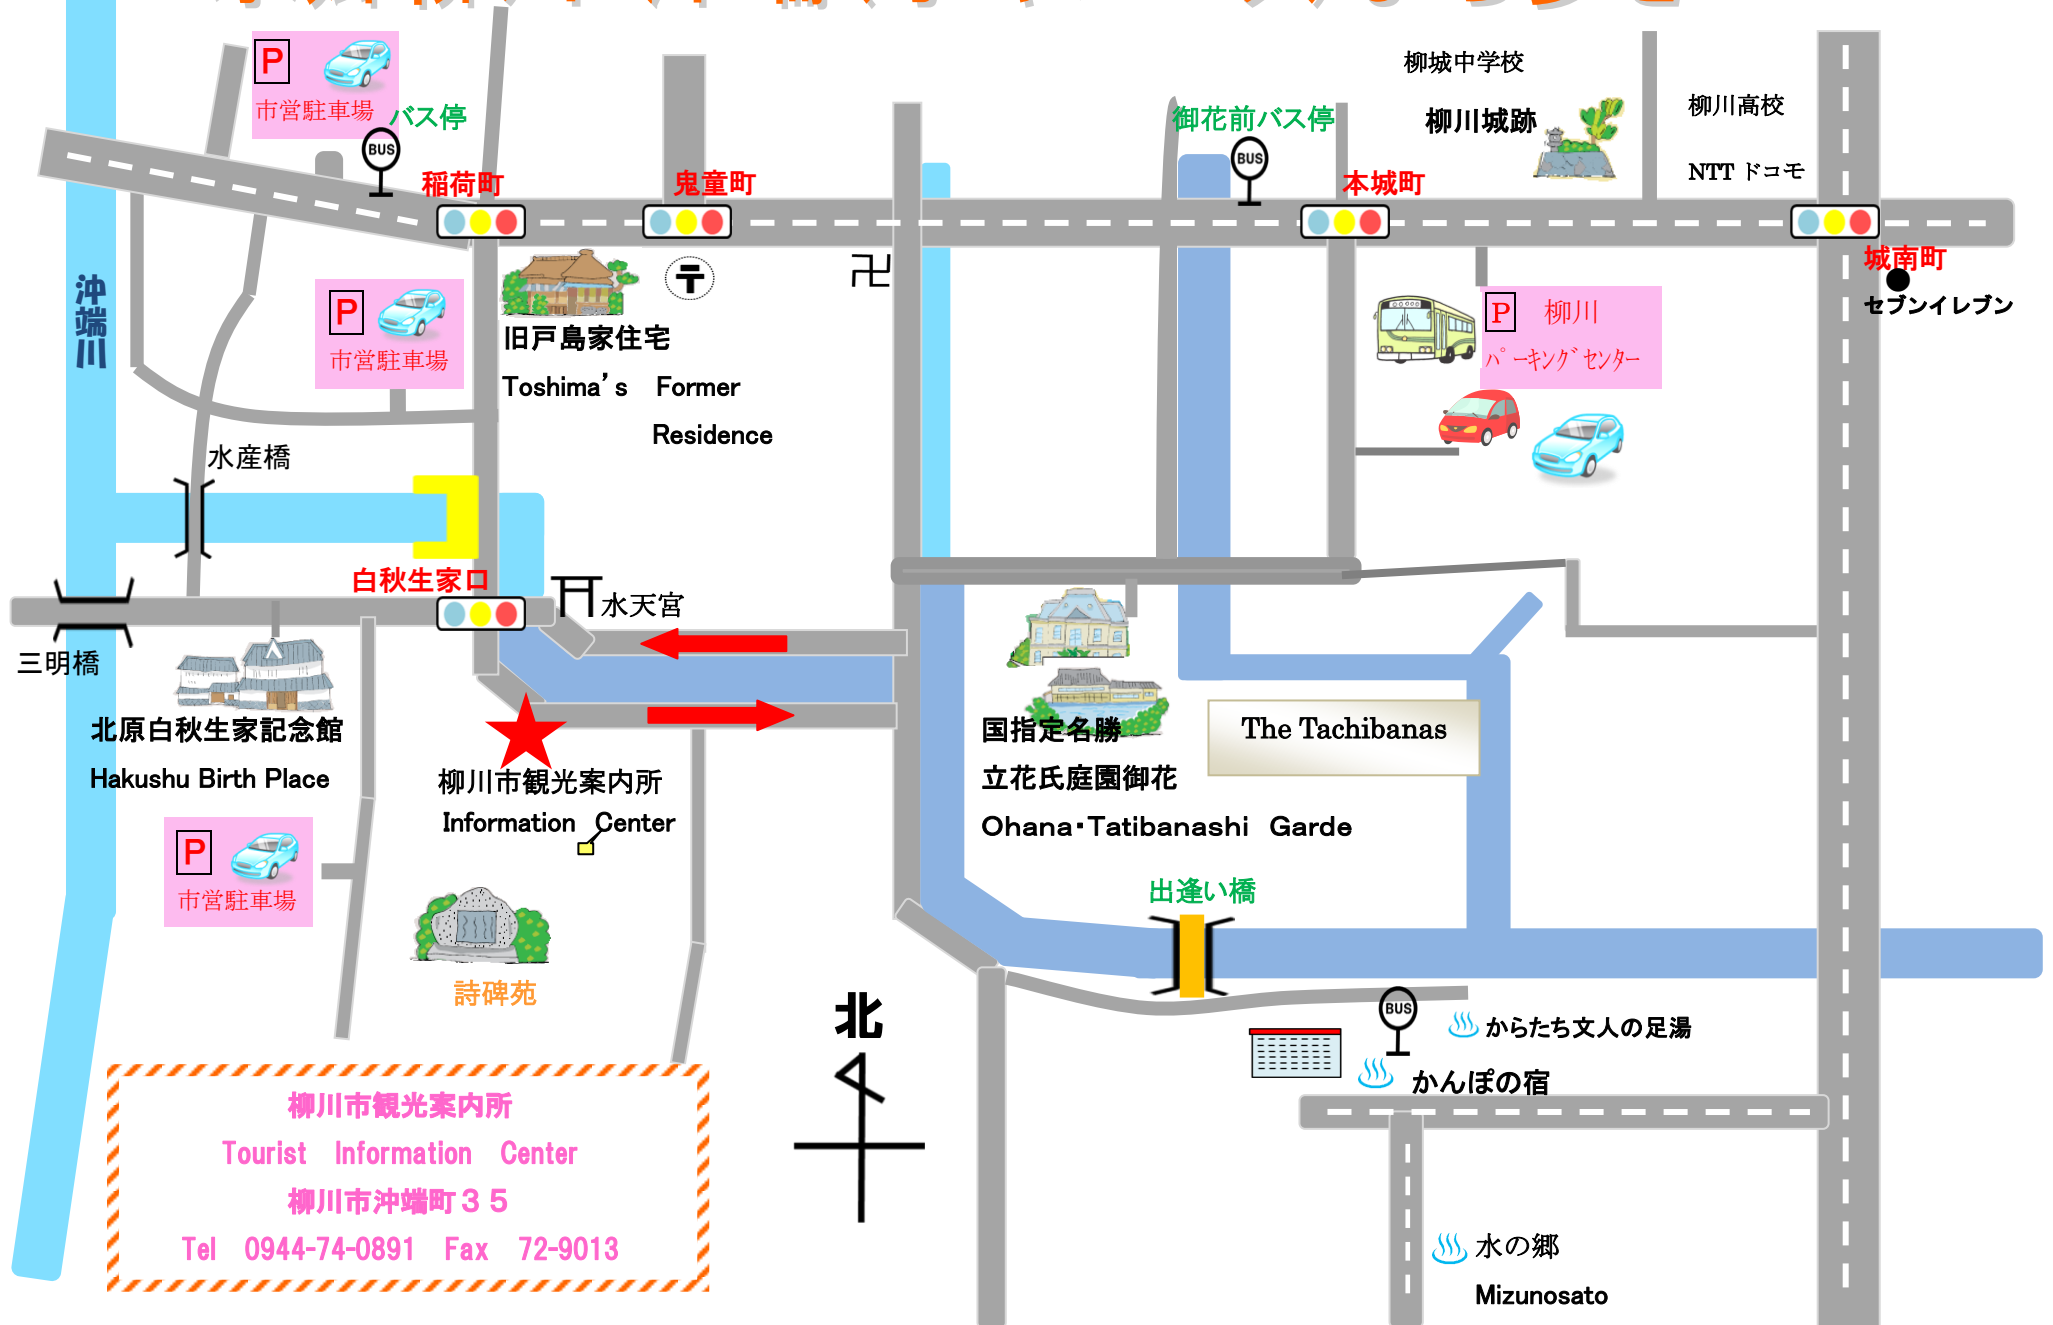 柳城中学校
P
市営駐車場
バス停
御花前バス停
柳川城跡
柳川高校
BUS
BUS
稲荷町
鬼童町
本城町
NTT ドコモ
城南町
セブンイレブン
沖端川
P
市営駐車場
旧戸島家住宅
Toshima’s Former
Residence
〒
卍
P 柳川
パーキングセンター
水産橋
白秋生家口
水天宮
三明橋
北原白秋生家記念館
Hakushu Birth Place
柳川市観光案内所
Information Center
国指定名勝
立花氏庭園御花
Ohana・Tatibanashi Garde
The Tachibanas
P
市営駐車場
出逢い橋
詩碑苑
北
BUS
からたち文人の足湯
かんぽの宿
柳川市観光案内所
Tourist Information Center
柳川市沖端町３５
Tel 0944-74-0891 Fax 72-9013
水の郷
Mizunosato